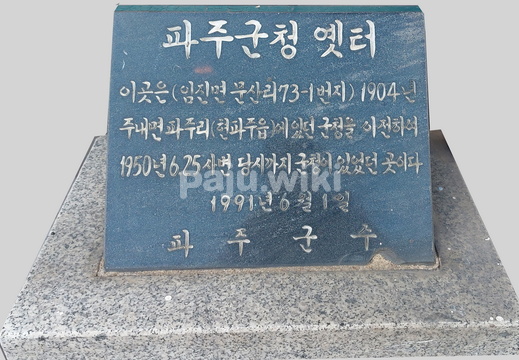 파주군청 옛터
이곳은(임진면 문산리73-1번지) 1904년
주내면 파주리(현파주읍)에 있던 군청을 이전하여
1950년 6.25 사변 당시까지 군청이 있었던 곳이다
Paju.wiki
1991년 6월 1일
파주군수